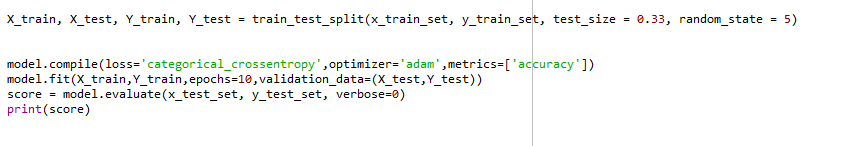 X_train, X_test, Y_train, Y_test = train_test_split(x_train_set, y_train_set, test_size = 0.33, random_state = 5)
model.compile(loss='categorical_crossentropy',optimizer='adam',metrics=['accuracy'])
model.fit(X_train,Y_train,epochs=10,validation_data=(X_test,Y_test))
score = model.evaluate(x_test_set, y_test_set, verbose=0)
print(score)